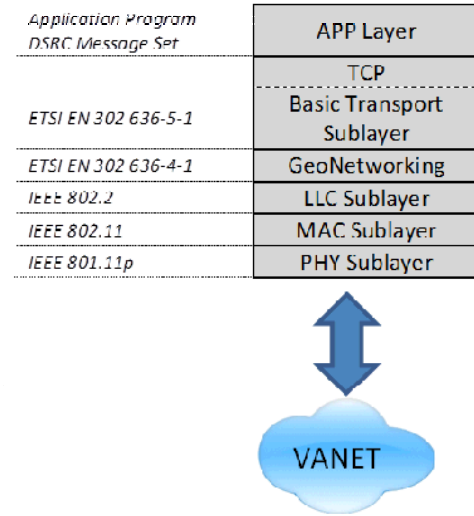 Application Program
DSRC Message Set
APP Layer
TCP
ETSI EN 302 636-5-1
Basic Transport
Sublayer
ETSI EN 302 636-4-1
GeoNetworking
IEEE 802.2
LLC Sublayer
IEEE 802.11
MAC Sublayer
IEEE 801.11p
PHY Sublayer
VANET